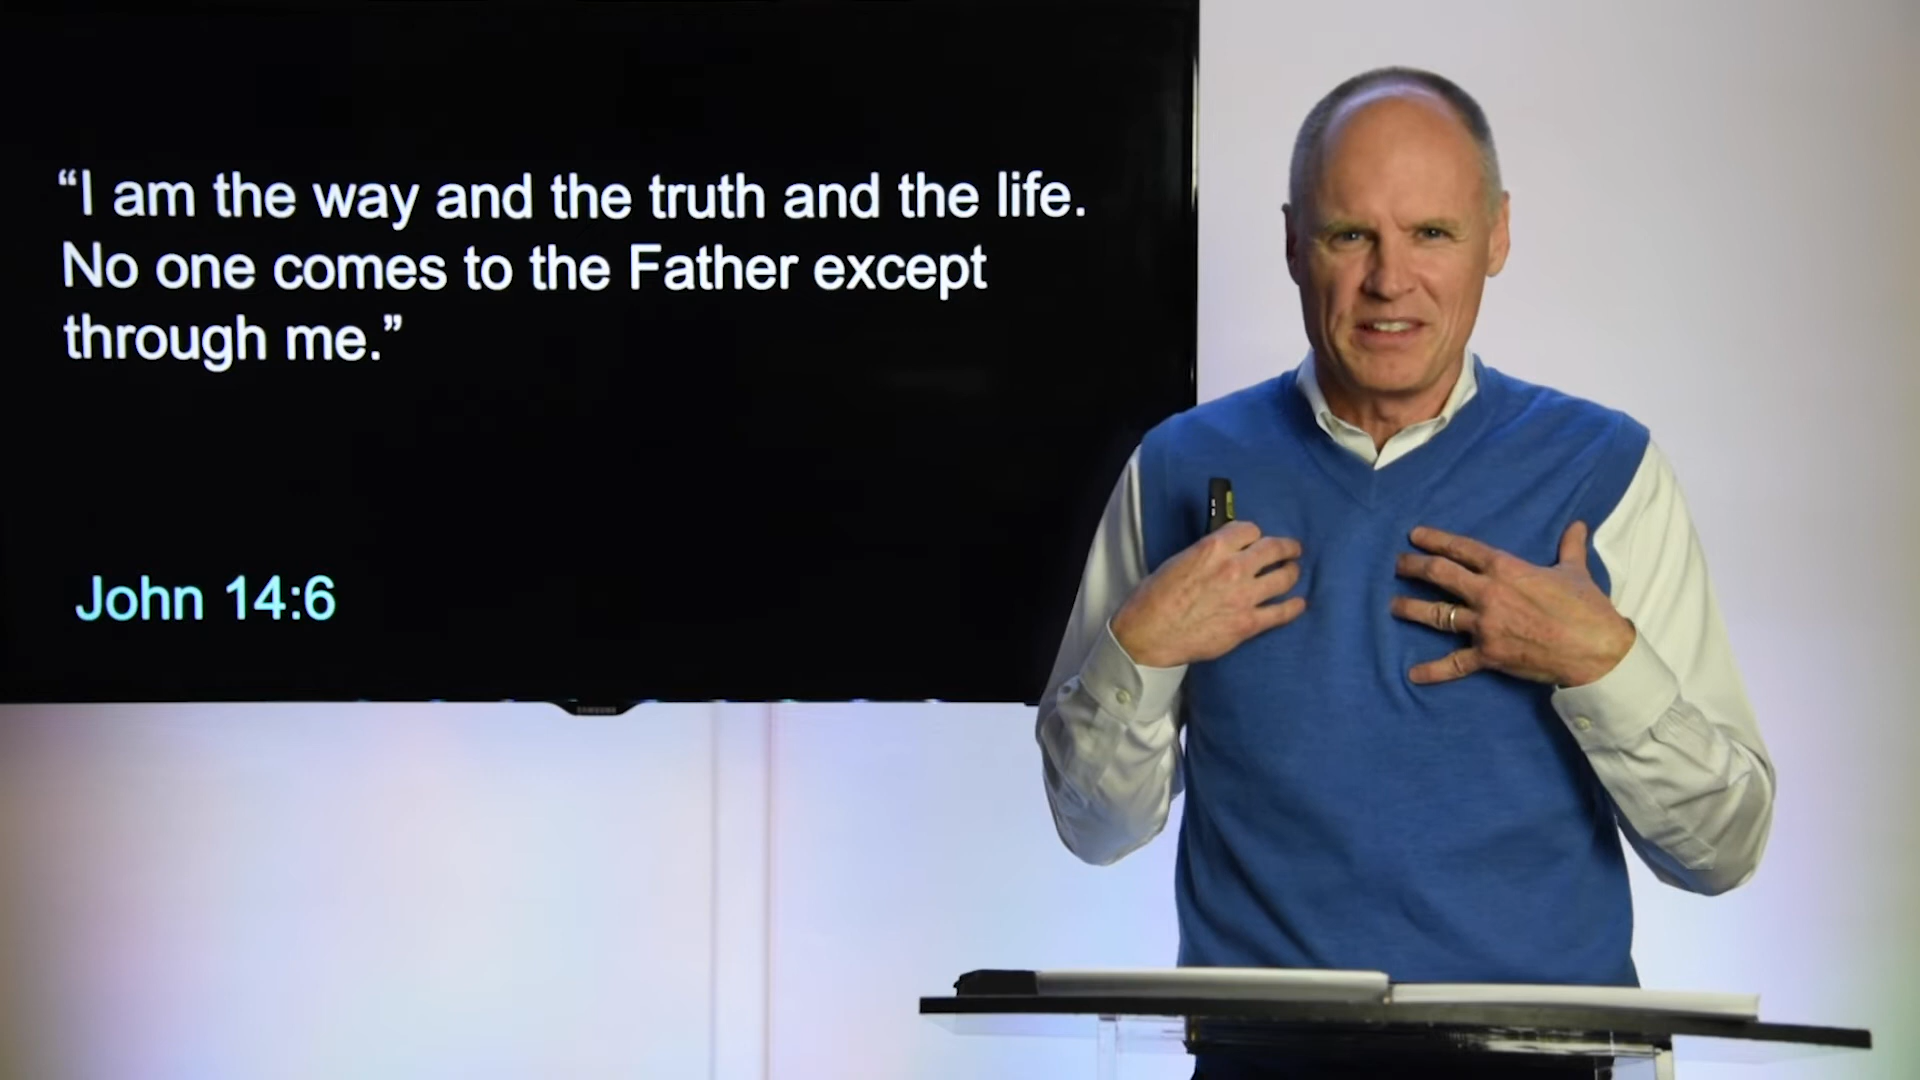 “I am the way and the truth and the life.
No one comes to the Father except
through me.”
John 14:6
SAMSUNG